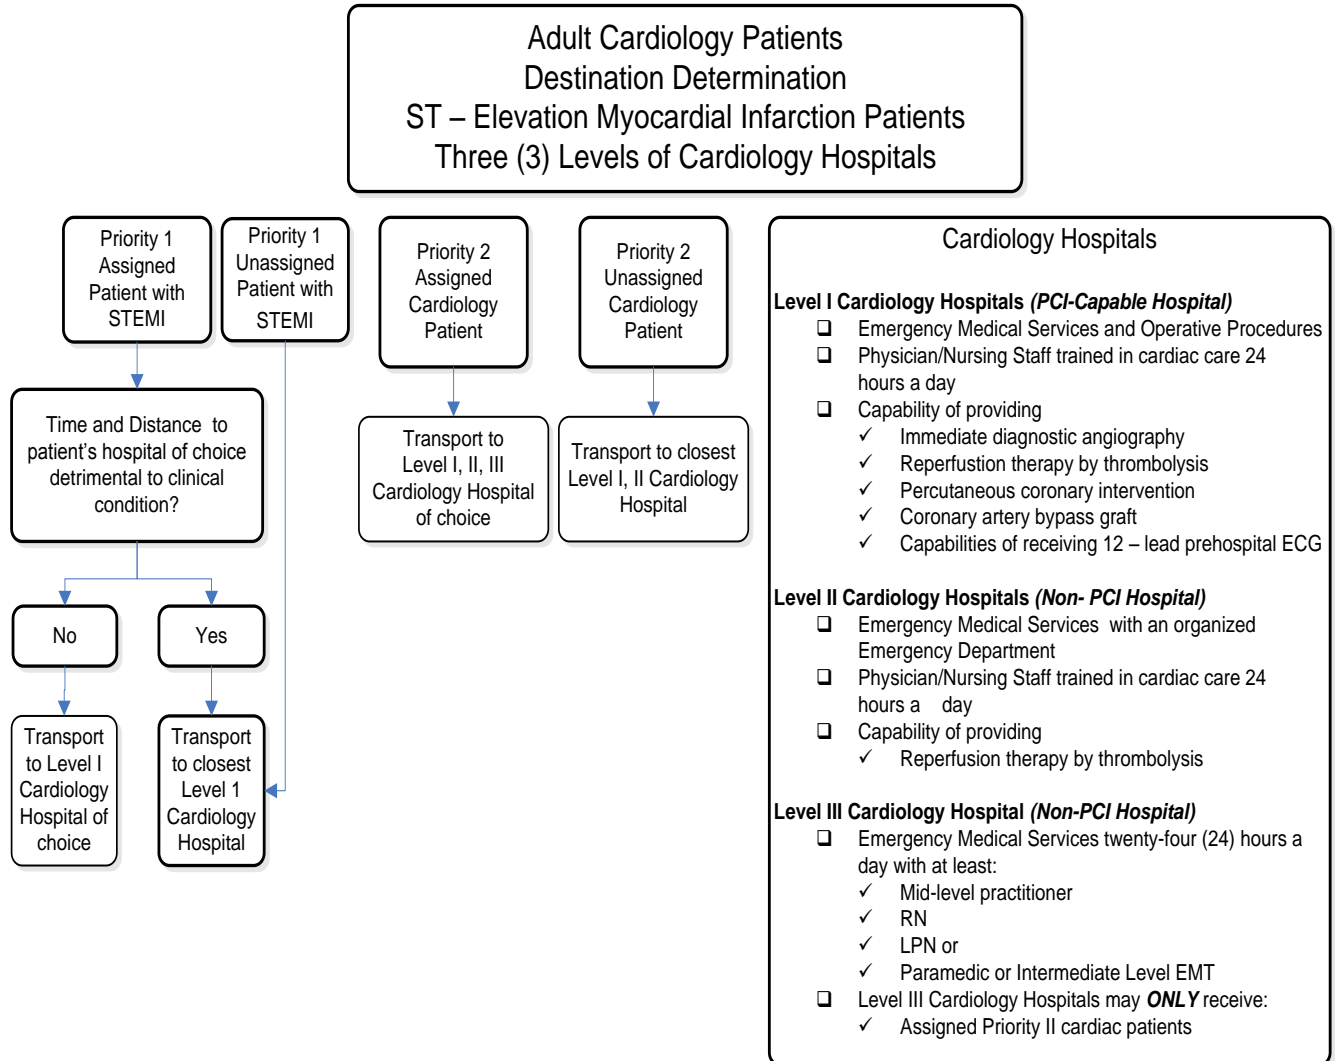 Adult Cardiology Patients
Destination Determination
ST – Elevation Myocardial Infarction Patients
Three (3) Levels of Cardiology Hospitals
Priority 1
Assigned
Patient with
STEMI
Priority 1
Unassigned
Patient with
STEMI
Priority 2
Assigned
Cardiology
Patient
Priority 2
Unassigned
Cardiology
Patient
Time and Distance to
patient's hospital of choice
detrimental to clinical
condition?
Transport to
Level I, II, III
Cardiology Hospital
of choice
Transport to closest
Level I, II Cardiology
Hospital
No
Yes
Transport
to Level I
Cardiology
Hospital of
choice
Transport
to closest
Level 1
Cardiology
Hospital
Cardiology Hospitals
Level I Cardiology Hospitals (PCI-Capable Hospital)
❑ Emergency Medical Services and Operative Procedures
❑ Physician/Nursing Staff trained in cardiac care 24
hours a day
❑ Capability of providing
✓ Immediate diagnostic angiography
✓ Reperfustion therapy by thrombolysis
✓ Percutaneous coronary intervention
✓ Coronary artery bypass graft
✓ Capabilities of receiving 12 – lead prehospital ECG
Level II Cardiology Hospitals (Non- PCI Hospital)
❑ Emergency Medical Services with an organized
Emergency Department
❑ Physician/Nursing Staff trained in cardiac care 24
hours a day
❑ Capability of providing
✓ Reperfusion therapy by thrombolysis
Level III Cardiology Hospital (Non-PCI Hospital)
❑ Emergency Medical Services twenty-four (24) hours a
day with at least:
✓ Mid-level practitioner
✓ RN
✓ LPN or
✓ Paramedic or Intermediate Level EMT
❑ Level III Cardiology Hospitals may ONLY receive:
✓ Assigned Priority II cardiac patients